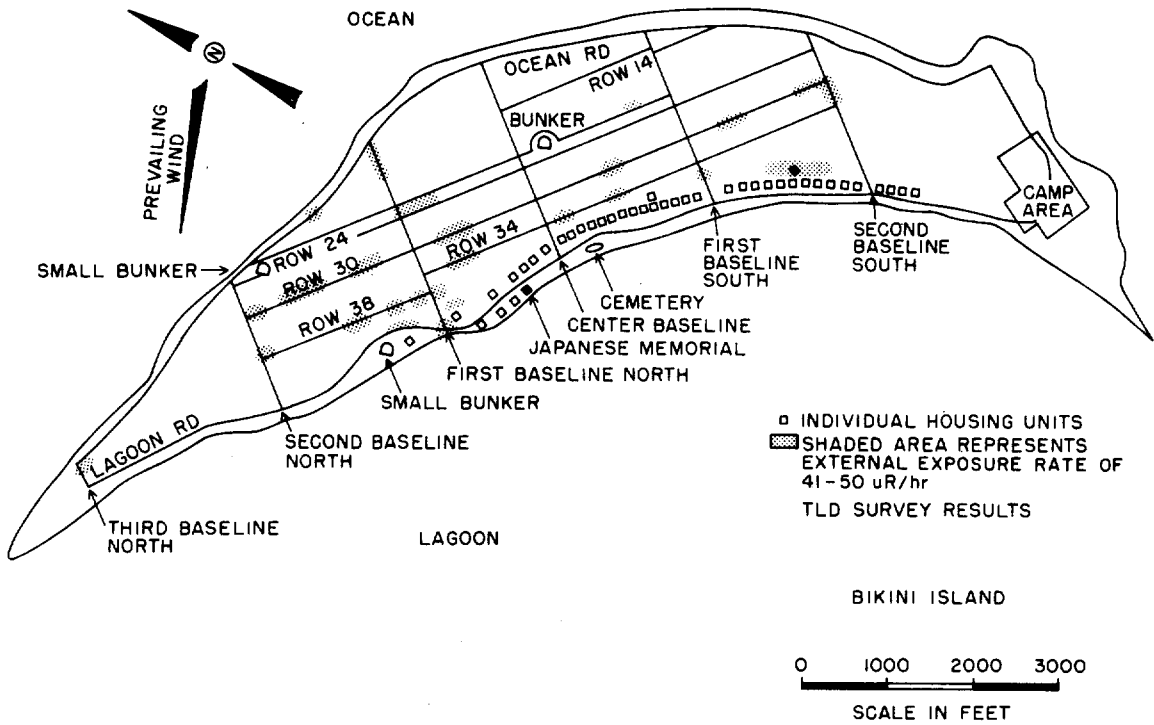 OCEAN
N
PREVAILING
WIND
OCEAN RD
ROW 14
BUNKER
SMALL BUNKER
ROW 24
ROW 30
ROW 34
ROW 38
CAMP
AREA
FIRST
BASELINE
SOUTH
SECOND
BASELINE
SOUTH
CEMETERY
CENTER BASELINE
JAPANESE MEMORIAL
FIRST BASELINE NORTH
SMALL BUNKER
LAGOON RD
SECOND BASELINE
NORTH
THIRD BASELINE
NORTH
LAGOON
INDIVIDUAL HOUSING UNITS
SHADED AREA REPRESENTS
EXTERNAL EXPOSURE RATE OF
41-50 uR/hr
TLD SURVEY RESULTS
BIKINI ISLAND
0 1000 2000 3000
SCALE IN FEET